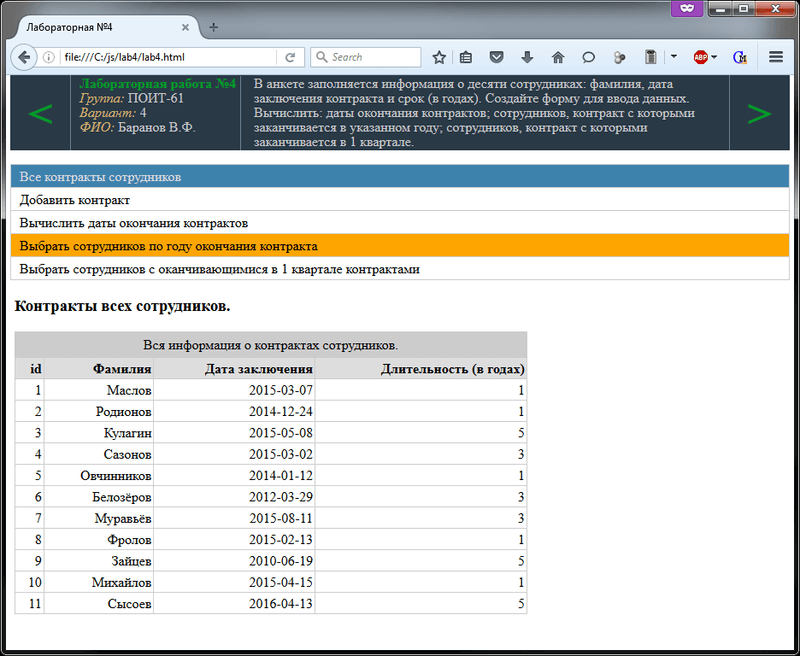 Лабораторная №4
file:///C:/js/lab4/lab4.html
Search
ABP
<
Лабораторная работа №4
Группа: ПОИТ-61
Вариант: 4
ФИО: Баранов В.Ф.
В анкете заполняется информация о десяти сотрудниках: фамилия, дата
заключения контракта и срок (в годах). Создайте форму для ввода данных.
Вычислить: даты окончания контрактов; сотрудников, контракт с которыми
заканчивается в указанном году; сотрудников, контракт с которыми
заканчивается в 1 квартале.
>
Все контракты сотрудников
Добавить контракт
Вычислить даты окончания контрактов
Выбрать сотрудников по году окончания контракта
Выбрать сотрудников с оканчивающимися в 1 квартале контрактами
Контракты всех сотрудников.
Вся информация о контрактах сотрудников.
id Фамилия Дата заключения Длительность (в годах)
1 Маслов 2015-03-07 1
2 Родионов 2014-12-24 1
3 Кулагин 2015-05-08 5
4 Сазонов 2015-03-02 3
5 Овчинников 2014-01-12 1
6 Белозёров 2012-03-29 3
7 Муравьёв 2015-08-11 3
8 Фролов 2015-02-13 1
9 Зайцев 2010-06-19 5
10 Михайлов 2015-04-15 1
11 Сысоев 2016-04-13 5